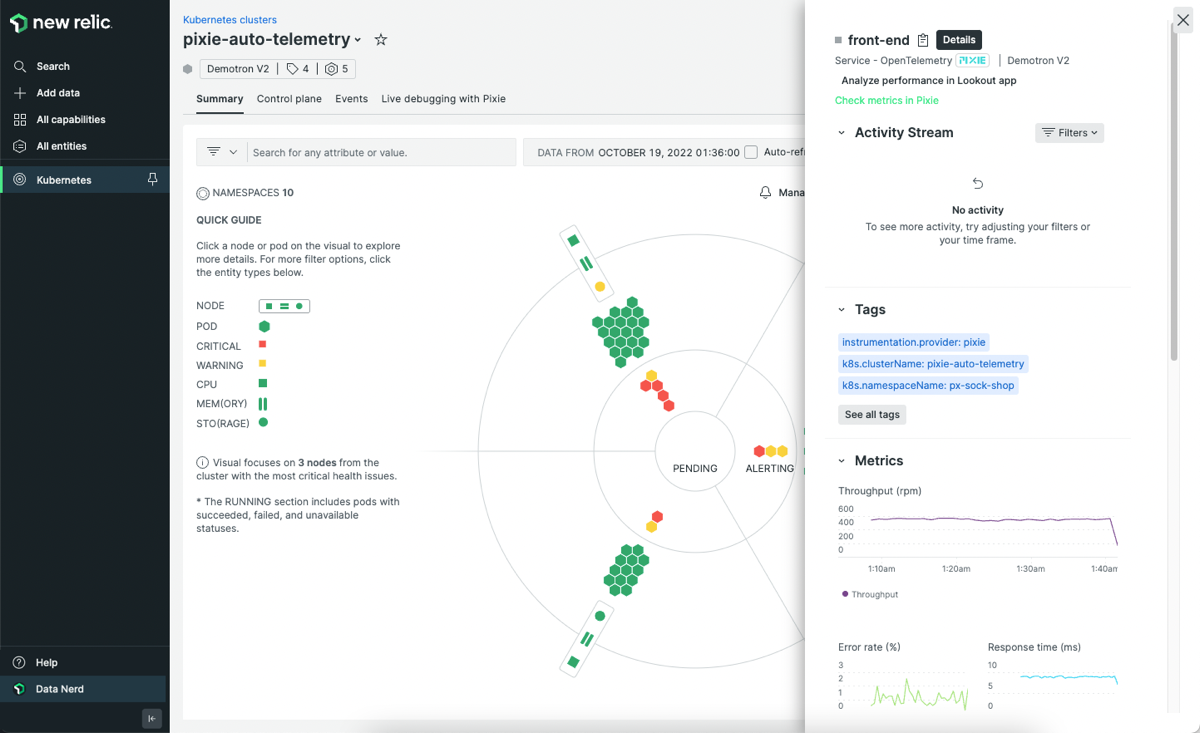 new relic.
Search
Add data
All capabilities
All entities
Kubernetes
Help
Data Nerd
Kubernetes clusters
pixie-auto-telemetry
Demotron V2 | 4 | 5
Summary Control plane Events Live debugging with Pixie
Search for any attribute or value.
DATA FROM OCTOBER 19, 2022 01:36:00 Auto-refr
NAMESPACES 10
Mana
QUICK GUIDE
Click a node or pod on the visual to explore
more details. For more filter options, click
the entity types below.
NODE
POD
CRITICAL
WARNING
CPU
MEM(ORY)
STO(RAGE)
Visual focuses on 3 nodes from the
cluster with the most critical health issues.
* The RUNNING section includes pods with
succeeded, failed, and unavailable
statuses.
PENDING
ALERTING
front-end Details
Service - OpenTelemetry PIXIE | Demotron V2
Analyze performance in Lookout app
Check metrics in Pixie
Activity Stream
Filters
No activity
To see more activity, try adjusting your filters or
your time frame.
Tags
instrumentation.provider: pixie
k8s.clusterName: pixie-auto-telemetry
k8s.namespaceName: px-sock-shop
See all tags
Metrics
Throughput (rpm)
600
400
200
0
1:10am 1:20am 1:30am 1:40am
Throughput
Error rate (%)
3
2
1
0
Response time (ms)
10
5
0